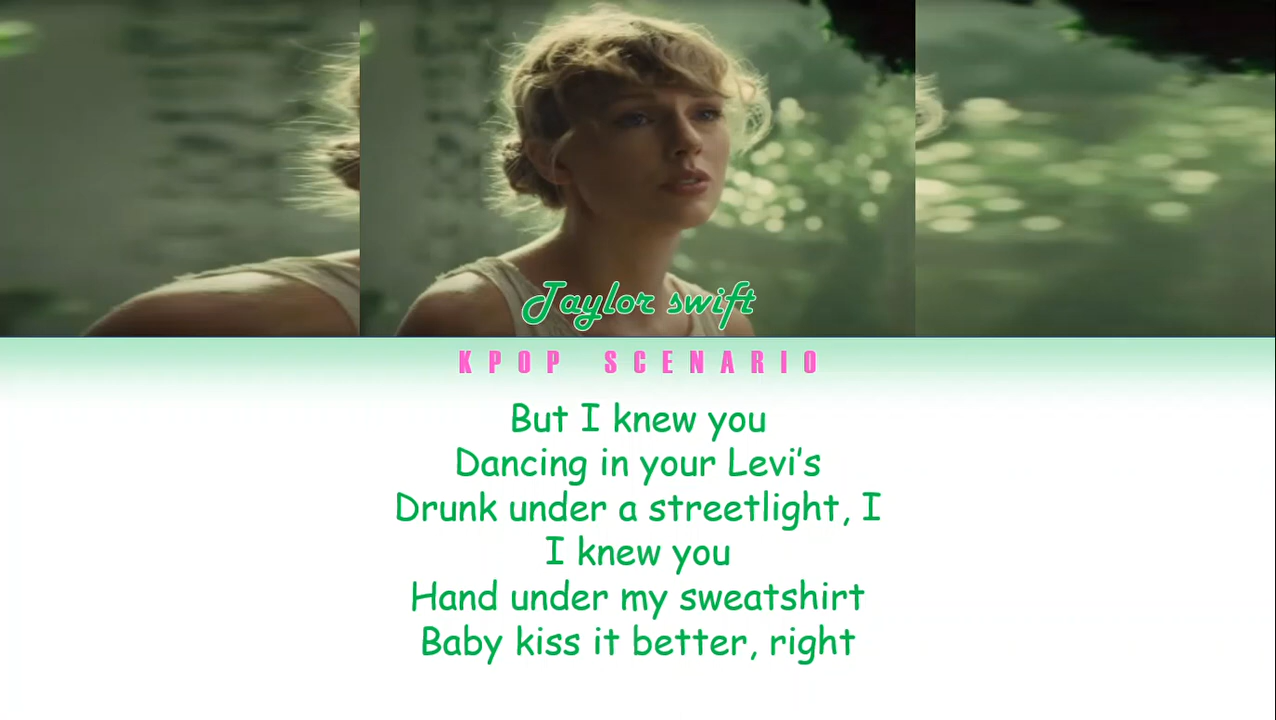 Taylor swift
KPOP SCENARIO
But I knew you
Dancing in your Levi's
Drunk under a streetlight, I
I knew you
Hand under my sweatshirt
Baby kiss it better, right